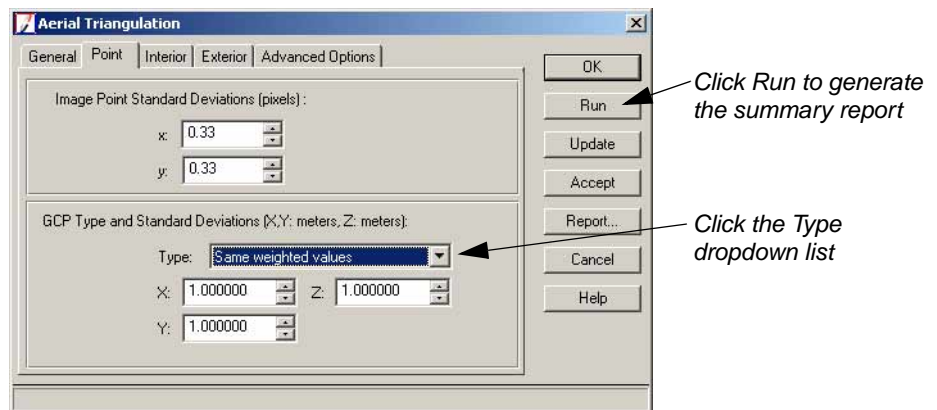 Aerial Triangulation
General Point Interior Exterior Advanced Options
Image Point Standard Deviations (pixels) :
x: 0.33
y: 0.33
GCP Type and Standard Deviations (X,Y: meters, Z: meters):
Type: Same weighted values
X: 1.000000 Z: 1.000000
Y: 1.000000
OK
Run
Update
Accept
Report...
Cancel
Help
Click Run to generate
the summary report
Click the Type
dropdown list